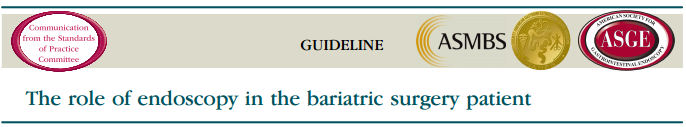 Communication
from the Standards
of Practice
Committee
GUIDELINE
ASMBS
AMERICAN SOCIETY FOR
ASGE
GASTROINTESTINAL ENDOSCOPY
The role of endoscopy in the bariatric surgery patient